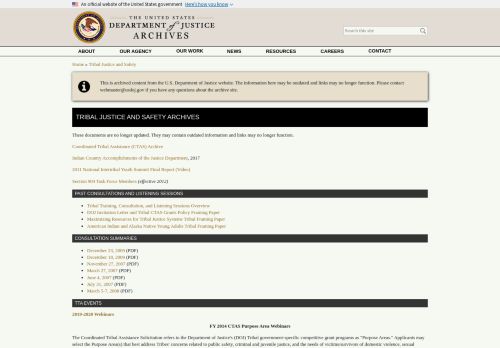 An official website of the United States government Here's how you know
THE UNITED STATES
DEPARTMENT of JUSTICE
ARCHIVES
Search this site
ABOUT OUR AGENCY OUR WORK NEWS RESOURCES CAREERS CONTACT
Home » Tribal Justice and Safety
This is archived content from the U.S. Department of Justice website. The information here may be outdated and links may no longer function. Please contact
webmaster@usdoj.gov if you have any questions about the archive site.
TRIBAL JUSTICE AND SAFETY ARCHIVES
These documents are no longer updated. They may contain outdated information and links may no longer function.
Coordinated Tribal Assistance (CTAS) Archive
Indian Country Accomplishments of the Justice Department, 2017
2011 National Intertribal Youth Summit Final Report (Video)
Section 904 Task Force Members (effective 2012)
PAST CONSULTATIONS AND LISTENING SESSIONS
Tribal Training, Consultation, and Listening Sessions Overview
DOJ Invitation Letter and Tribal CTAS Grants Policy Framing Paper
Maximizing Resources for Tribal Justice Systems Tribal Framing Paper
American Indian and Alaska Native Young Adults Tribal Framing Paper
CONSULTATION SUMMARIES
December 23, 2009 (PDF)
December 10, 2009 (PDF)
November 27, 2007 (PDF)
March 27, 2007 (PDF)
June 4, 2007 (PDF)
July 31, 2007 (PDF)
March 5-7, 2008 (PDF)
TTA EVENTS
2019-2020 Webinars
FY 2014 CTAS Purpose Area Webinars
The Coordinated Tribal Assistance Solicitation refers to the Department of Justice's (DOJ) Tribal government-specific competitive grant programs as "Purpose Areas." Applicants may
select the Purpose Area(s) that best address Tribes' concerns related to public safety, criminal and juvenile justice, and the needs of victims/survivors of domestic violence, sexual